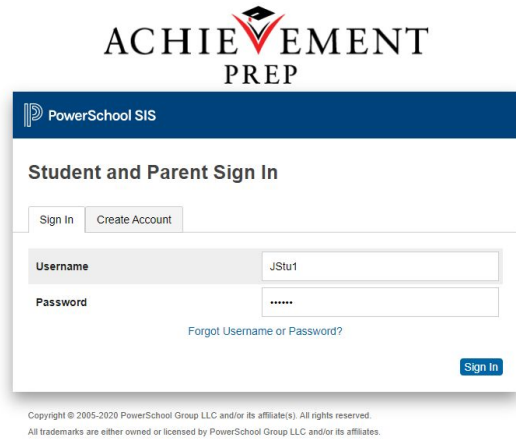 ACHIEVEMENT
PREP
PowerSchool SIS
Student and Parent Sign In
Sign In Create Account
Username JStu1
Password ••••••
Forgot Username or Password?
Sign In
Copyright © 2005-2020 PowerSchool Group LLC and/or its affiliate(s). All rights reserved.
All trademarks are either owned or licensed by PowerSchool Group LLC and/or its affiliates.